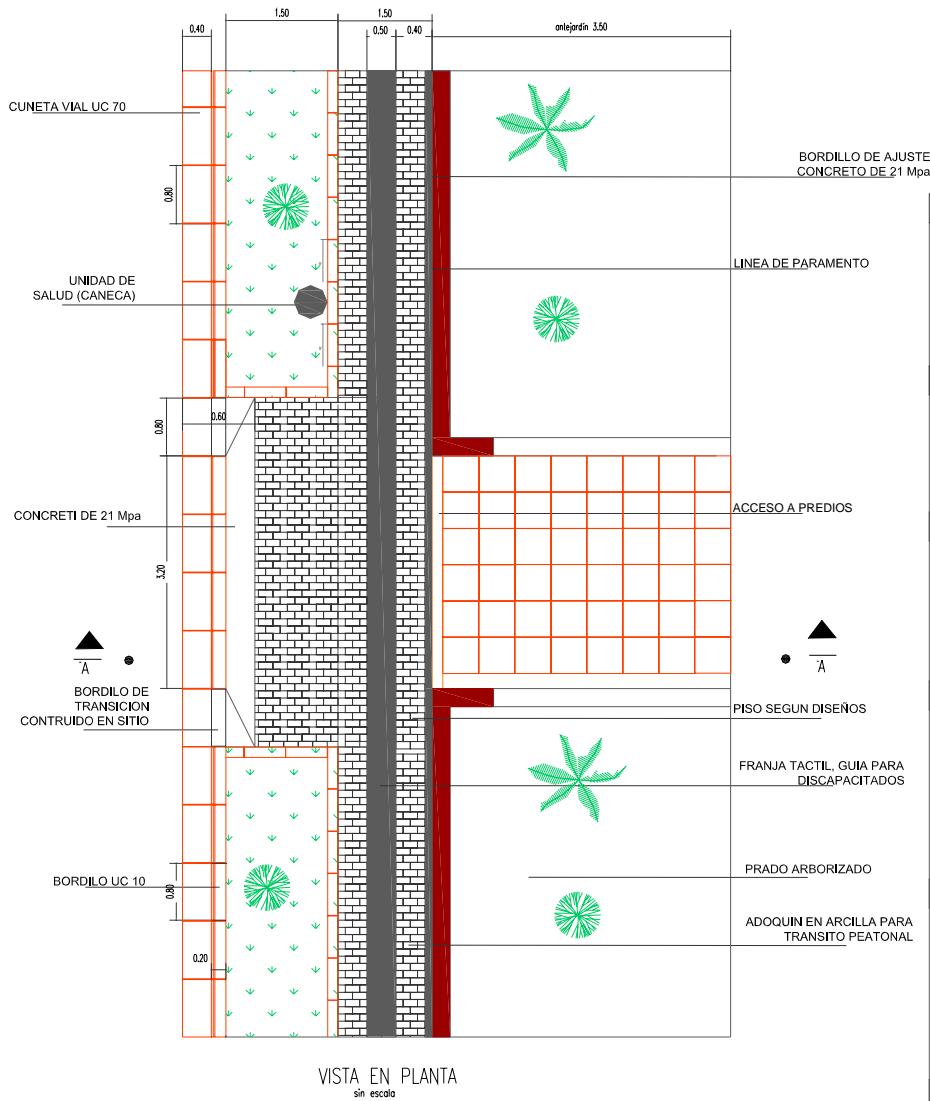 1.50
1.50
0.40
0.50
0.40
antejardin 3.50
CUNETA VIAL UC 70
0.80
BORDILLO DE AJUSTE
CONCRETO DE 21 Mpa
LINEA DE PARAMENTO
UNIDAD DE
SALUD (CANECA)
0.80
0.60
CONCRETI DE 21 Mpa
ACCESO A PREDIOS
3.20
A
A
BORDILO DE
TRANSICION
CONTRUIDO EN SITIO
PISO SEGUN DISEÑOS
FRANJA TACTIL, GUIA PARA
DISCAPACITADOS
BORDILO UC 10
0.80
PRADO ARBORIZADO
ADOQUIN EN ARCILLA PARA
TRANSITO PEATONAL
0.20
VISTA EN PLANTA
sin escala